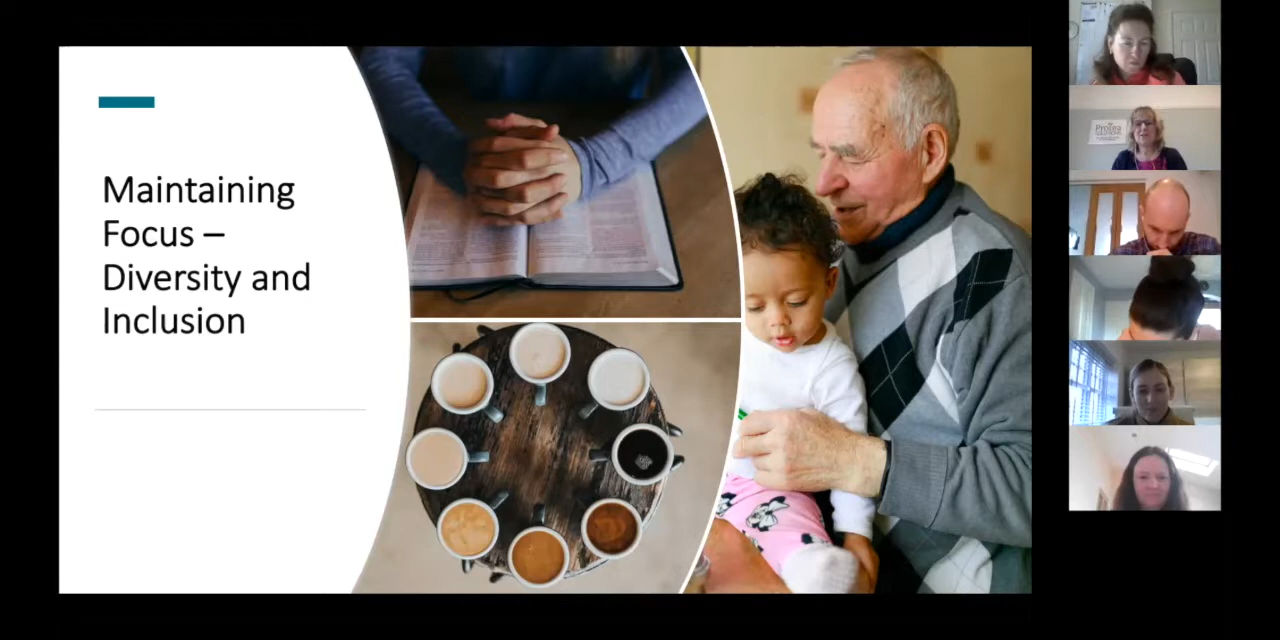 Maintaining
Focus –
Diversity and
Inclusion